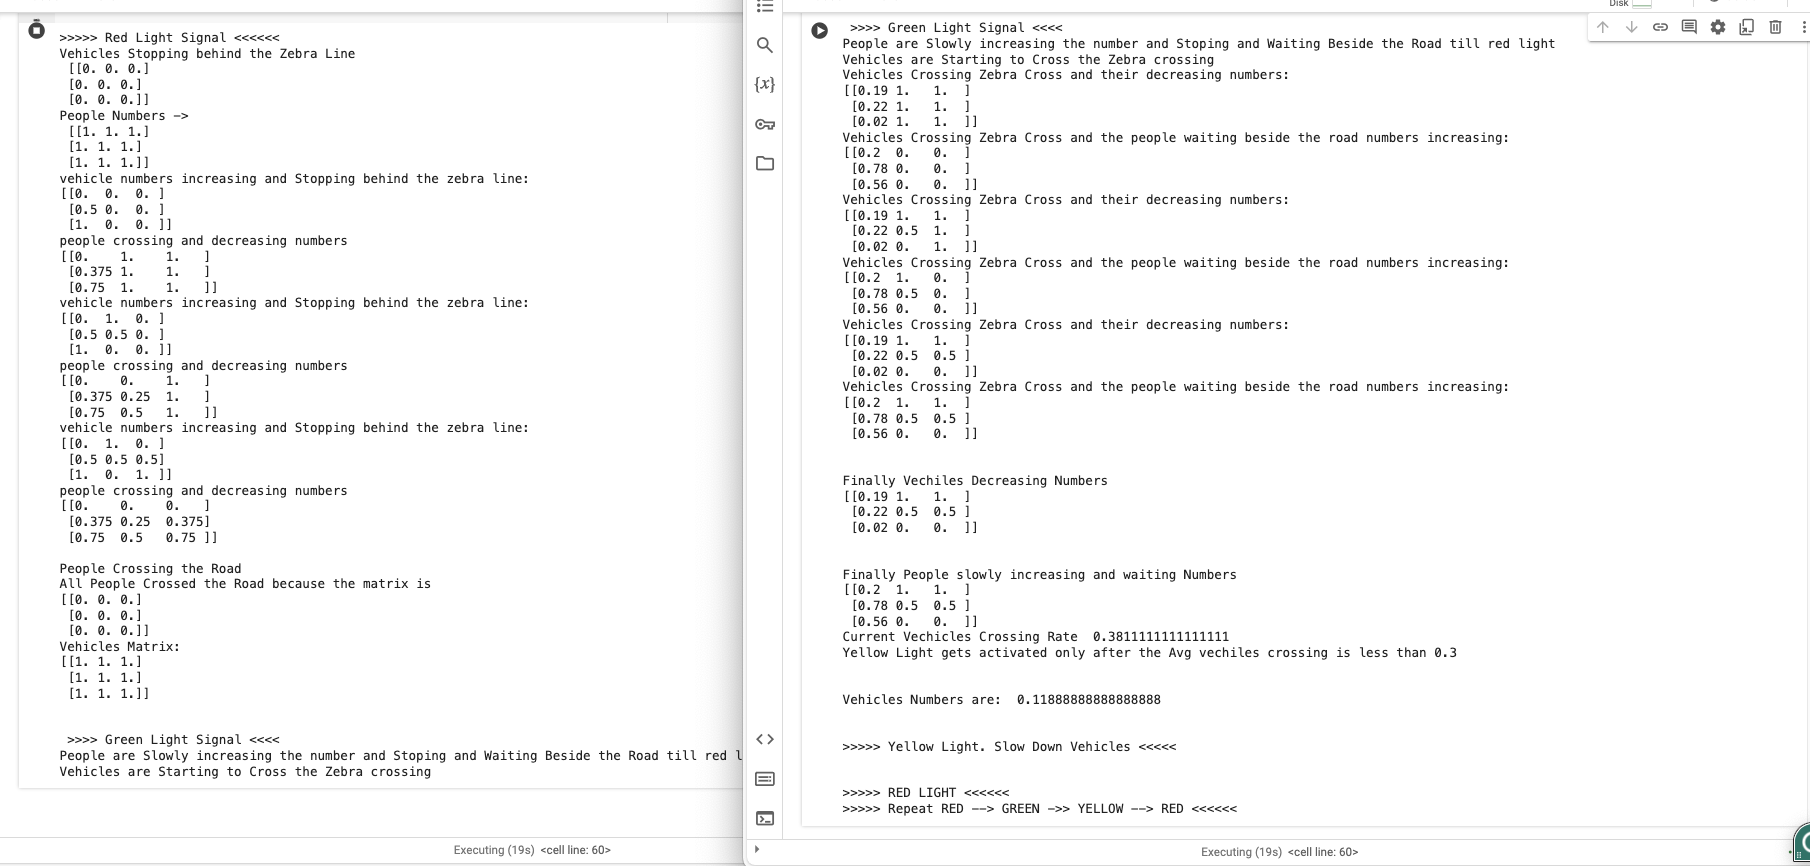 >>>>> Red Light Signal <<<<<<
Vehicles Stopping behind the Zebra Line
[[0. 0. 0.]
[0. 0. 0.]
[0. 0. 0.]]
People Numbers ->
[[1. 1. 1.]
[1. 1. 1.]
[1. 1. 1.]]
vehicle numbers increasing and Stopping behind the zebra line:
[[0.  0.  0. ]
[0.5 0.  0. ]
[1.  0.  0. ]]
people crossing and decreasing numbers
[[0.    1.    1.   ]
[0.375 1.    1.   ]
[0.75  1.    1.   ]]
vehicle numbers increasing and Stopping behind the zebra line:
[[0.  1.  0. ]
[0.5 0.5 0. ]
[1.  0.  0. ]]
people crossing and decreasing numbers
[[0.    0.    1.   ]
[0.375 0.25  1.   ]
[0.75  0.5   1.   ]]
vehicle numbers increasing and Stopping behind the zebra line:
[[0.  1.  0. ]
[0.5 0.5 0.5]
[1.  0.  1. ]]
people crossing and decreasing numbers
[[0.    0.    0.   ]
[0.375 0.25  0.375]
[0.75  0.5   0.75 ]]
People Crossing the Road
All People Crossed the Road because the matrix is
[[0. 0. 0.]
[0. 0. 0.]
[0. 0. 0.]]
Vehicles Matrix:
[[1. 1. 1.]
[1. 1. 1.]
[1. 1. 1.]]
>>>> Green Light Signal <<<<
People are Slowly increasing the number and Stoping and Waiting Beside the Road till red l
Vehicles are Starting to Cross the Zebra crossing
Executing (19s) <cell line: 60>
Disk
{x}
>>>> Green Light Signal <<<<
People are Slowly increasing the number and Stoping and Waiting Beside the Road till red light
Vehicles are Starting to Cross the Zebra crossing
Vehicles Crossing Zebra Cross and their decreasing numbers:
[[0.19 1.   1.  ]
[0.22 1.   1.  ]
[0.02 1.   1.  ]]
Vehicles Crossing Zebra Cross and the people waiting beside the road numbers increasing:
[[0.2  0.   0.  ]
[0.78 0.   0.  ]
[0.56 0.   0.  ]]
Vehicles Crossing Zebra Cross and their decreasing numbers:
[[0.19 1.   1.  ]
[0.22 0.5  1.  ]
[0.02 0.   1.  ]]
Vehicles Crossing Zebra Cross and the people waiting beside the road numbers increasing:
[[0.2  1.   0.  ]
[0.78 0.5  0.  ]
[0.56 0.   0.  ]]
Vehicles Crossing Zebra Cross and their decreasing numbers:
[[0.19 1.   1.  ]
[0.22 0.5  0.5 ]
[0.02 0.   0.  ]]
Vehicles Crossing Zebra Cross and the people waiting beside the road numbers increasing:
[[0.2  1.   1.  ]
[0.78 0.5  0.5 ]
[0.56 0.   0.  ]]
Finally Vechiles Decreasing Numbers
[[0.19 1.   1.  ]
[0.22 0.5  0.5 ]
[0.02 0.   0.  ]]
Finally People slowly increasing and waiting Numbers
[[0.2  1.   1.  ]
[0.78 0.5  0.5 ]
[0.56 0.   0.  ]]
Current Vechicles Crossing Rate  0.3811111111111111
Yellow Light gets activated only after the Avg vechiles crossing is less than 0.3
Vehicles Numbers are:  0.11888888888888888
>>>>> Yellow Light. Slow Down Vehicles <<<<<
>>>>> RED LIGHT <<<<<<
>>>>> Repeat RED --> GREEN ->> YELLOW --> RED <<<<<<
Executing (19s) <cell line: 60>